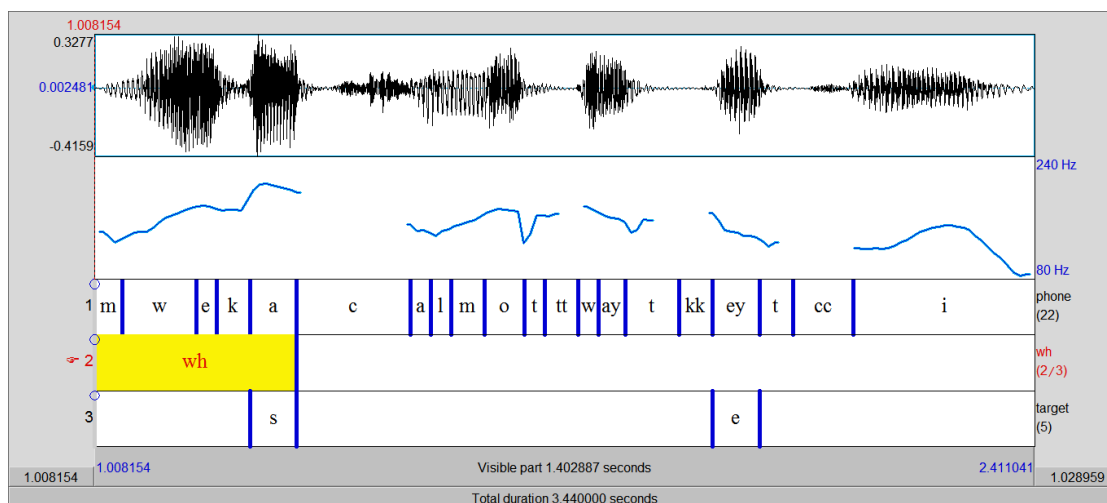 1.008154
0.3277
0.002481
-0.4159
240 Hz
80 Hz
1 m w e k a c a l m o t tt w ay t kk ey t cc i phone (22)
☞ 2 wh wh (2/3)
3 s e target (5)
1.008154 Visible part 1.402887 seconds 2.411041
1.008154 1.028959
Total duration 3.440000 seconds